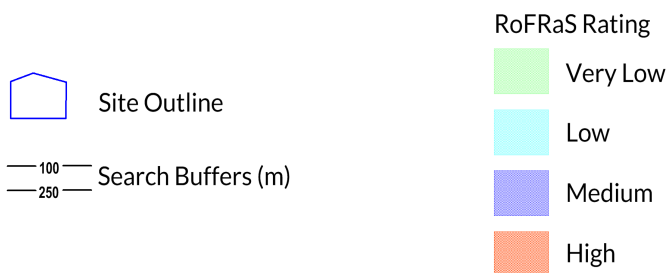 RoFRaS Rating
Very Low
Site Outline
Low
100
Search Buffers (m)
250
Medium
High